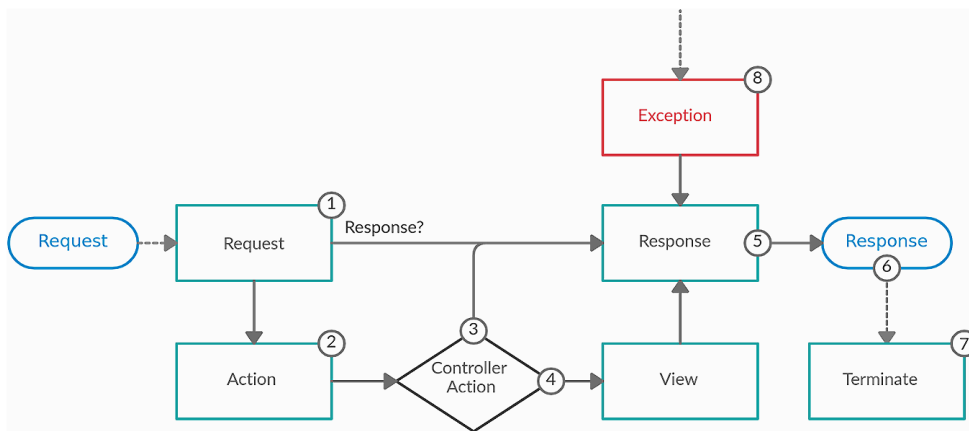 8
Exception
1
Response?
Request
Request
Response
5
Response
6
2
3
7
Action
Controller
Action
4
View
Terminate